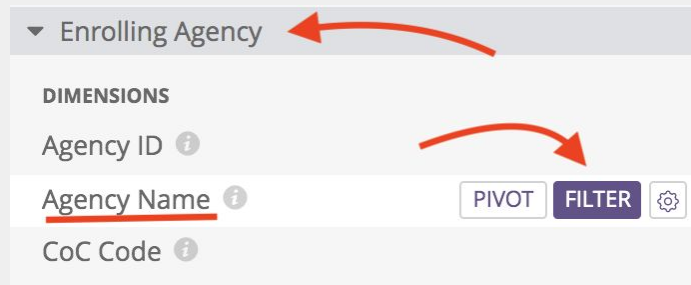 Enrolling Agency
DIMENSIONS
Agency ID
Agency Name PIVOT FILTER
CoC Code